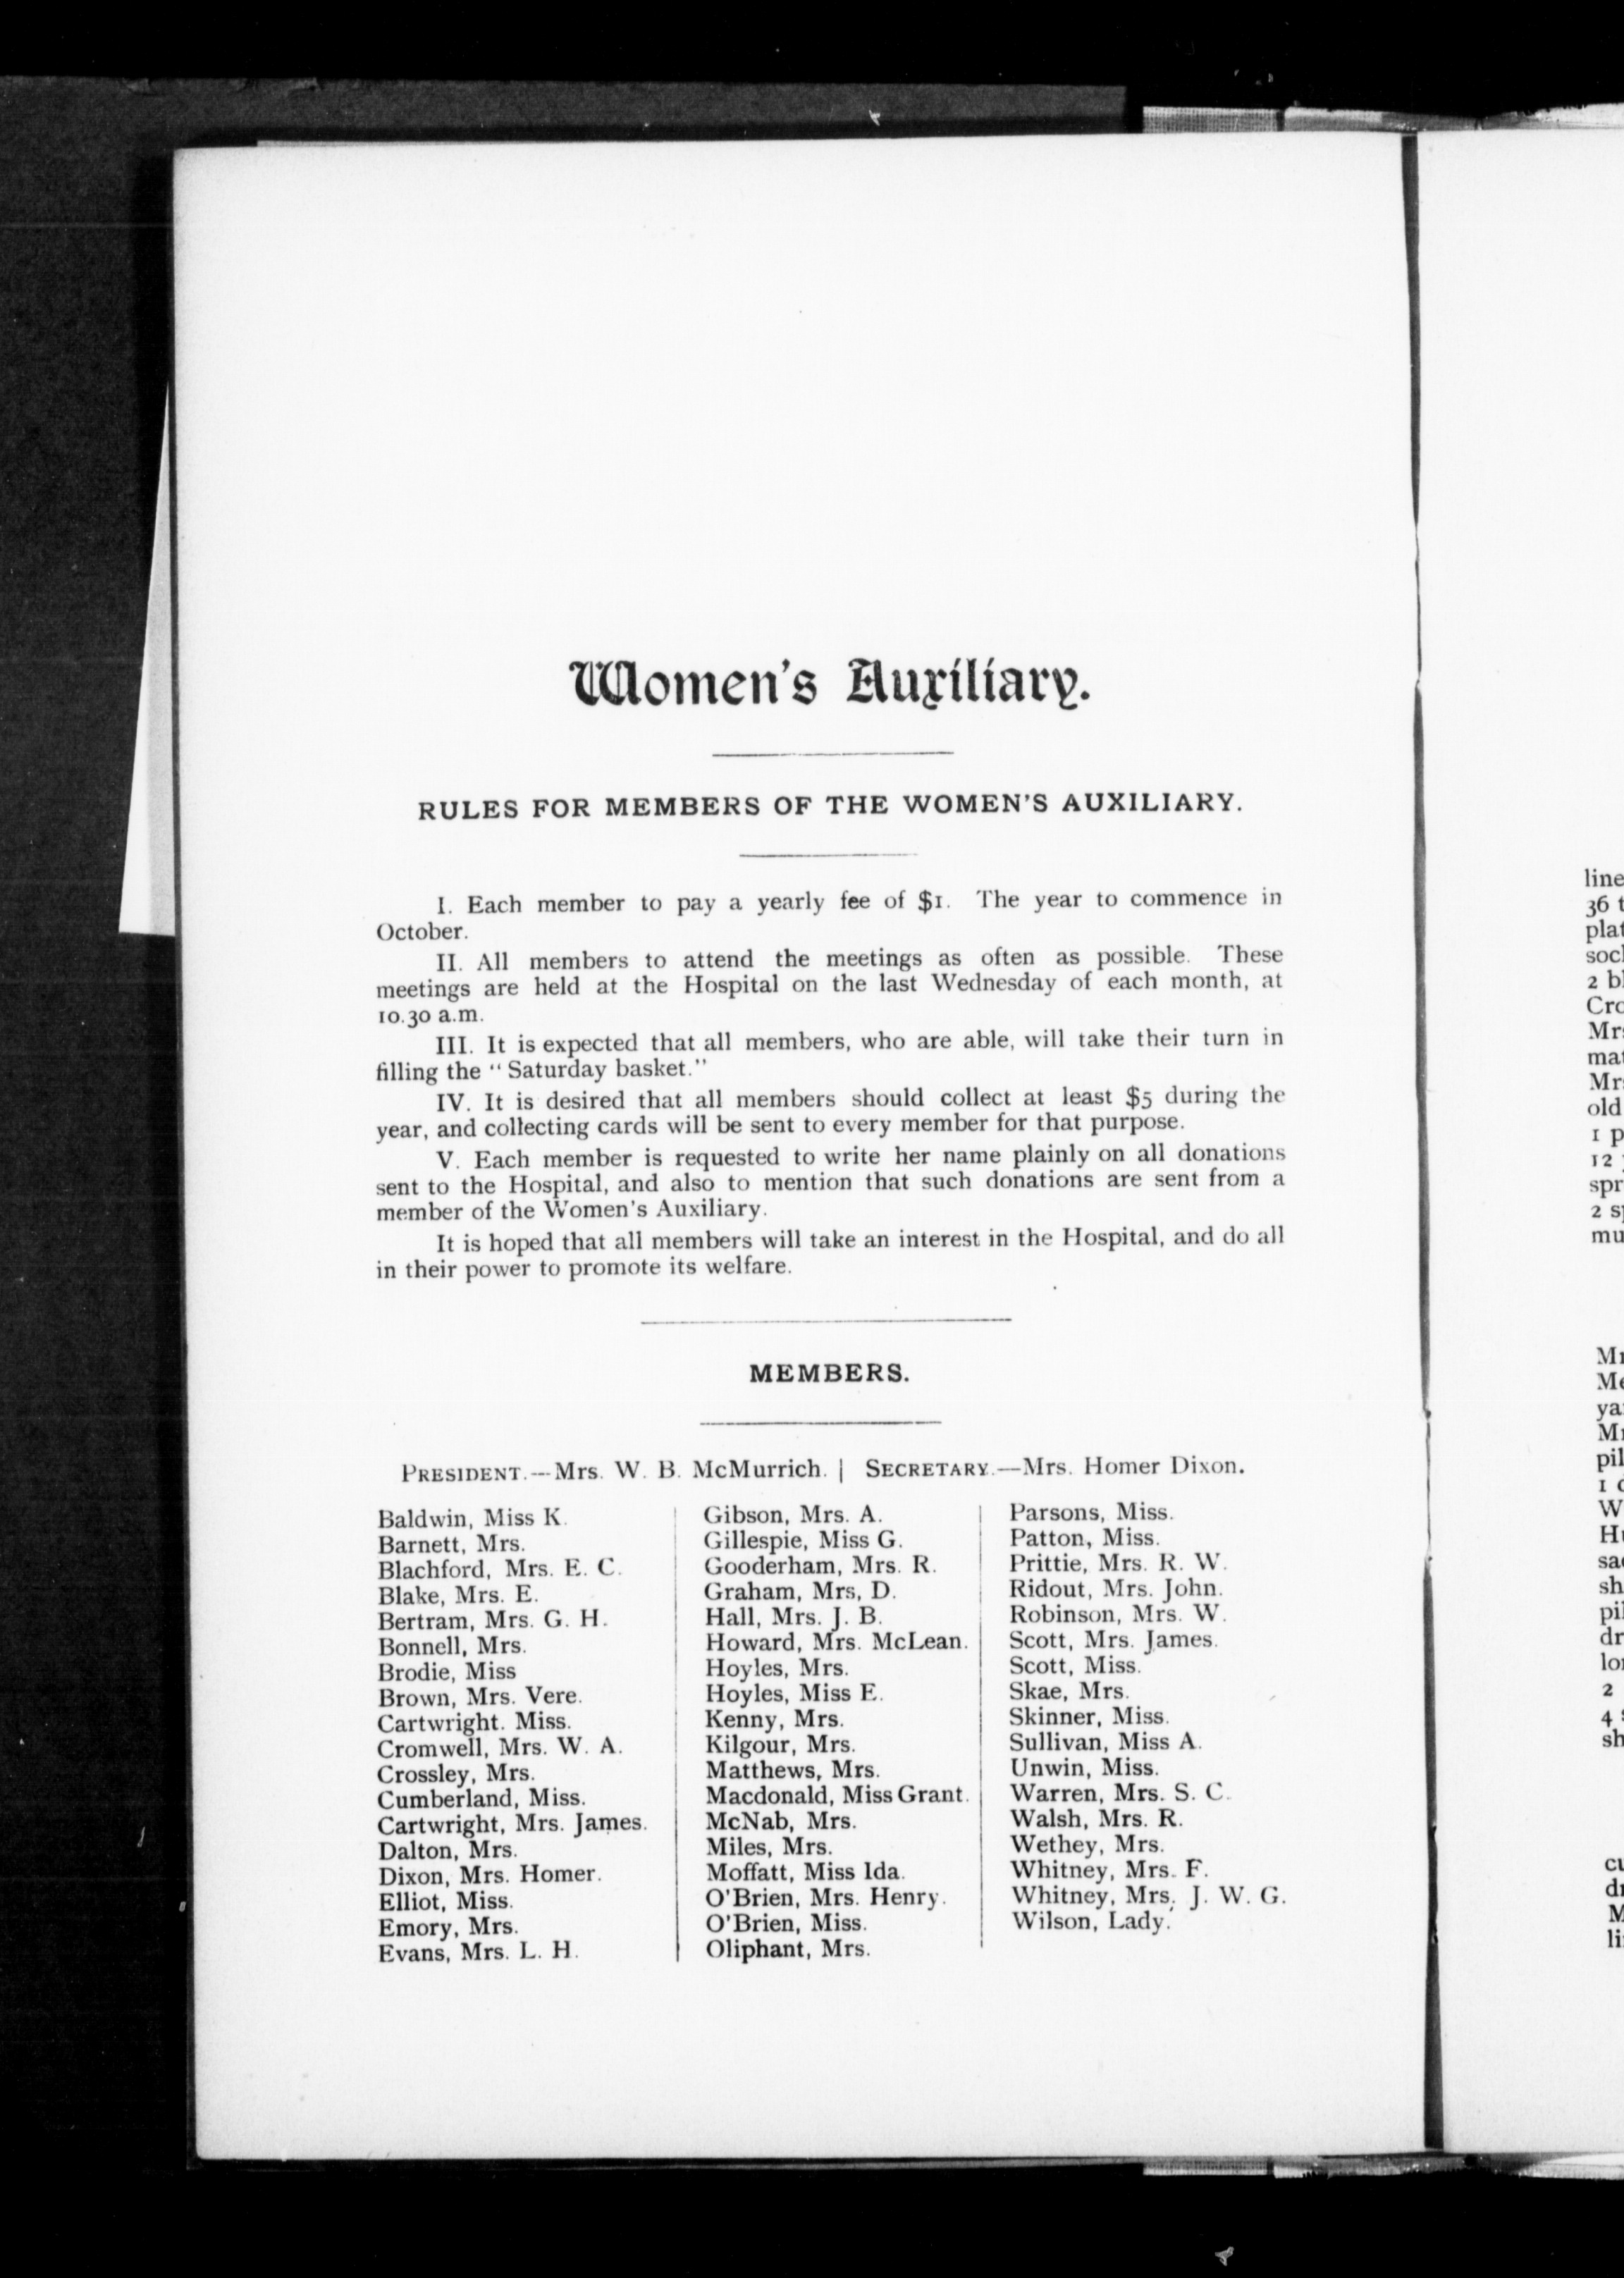 Women's Auxiliary.
RULES FOR MEMBERS OF THE WOMEN'S AUXILIARY.
I. Each member to pay a yearly fee of $1. The year to commence in
October.
II. All members to attend the meetings as often as possible. These
meetings are held at the Hospital on the last Wednesday of each month, at
10.30 a.m.
III. It is expected that all members, who are able, will take their turn in
filling the "Saturday basket."
IV. It is desired that all members should collect at least $5 during the
year, and collecting cards will be sent to every member for that purpose.
V. Each member is requested to write her name plainly on all donations
sent to the Hospital, and also to mention that such donations are sent from a
member of the Women's Auxiliary.
It is hoped that all members will take an interest in the Hospital, and do all
in their power to promote its welfare.
MEMBERS.
PRESIDENT.—Mrs. W. B. McMurrich. | SECRETARY.—Mrs. Homer Dixon.
Baldwin, Miss K.
Barnett, Mrs.
Blachford, Mrs. E. C.
Blake, Mrs. E.
Bertram, Mrs. G. H.
Bonnell, Mrs.
Brodie, Miss
Brown, Mrs. Vere.
Cartwright. Miss.
Cromwell, Mrs. W. A.
Crossley, Mrs.
Cumberland, Miss.
Cartwright, Mrs. James.
Dalton, Mrs.
Dixon, Mrs. Homer.
Elliot, Miss.
Emory, Mrs.
Evans, Mrs. L. H.
Gibson, Mrs. A.
Gillespie, Miss G.
Gooderham, Mrs. R.
Graham, Mrs, D.
Hall, Mrs. J. B.
Howard, Mrs. McLean.
Hoyles, Mrs.
Hoyles, Miss E.
Kenny, Mrs.
Kilgour, Mrs.
Matthews, Mrs.
Macdonald, Miss Grant.
McNab, Mrs.
Miles, Mrs.
Moffatt, Miss Ida.
O'Brien, Mrs. Henry.
O'Brien, Miss.
Oliphant, Mrs.
Parsons, Miss.
Patton, Miss.
Prittie, Mrs. R. W.
Ridout, Mrs. John.
Robinson, Mrs. W.
Scott, Mrs. James.
Scott, Miss.
Skae, Mrs.
Skinner, Miss.
Sullivan, Miss A.
Unwin, Miss.
Warren, Mrs. S. C.
Walsh, Mrs. R.
Wethey, Mrs.
Whitney, Mrs. F.
Whitney, Mrs. J. W. G.
Wilson, Lady.